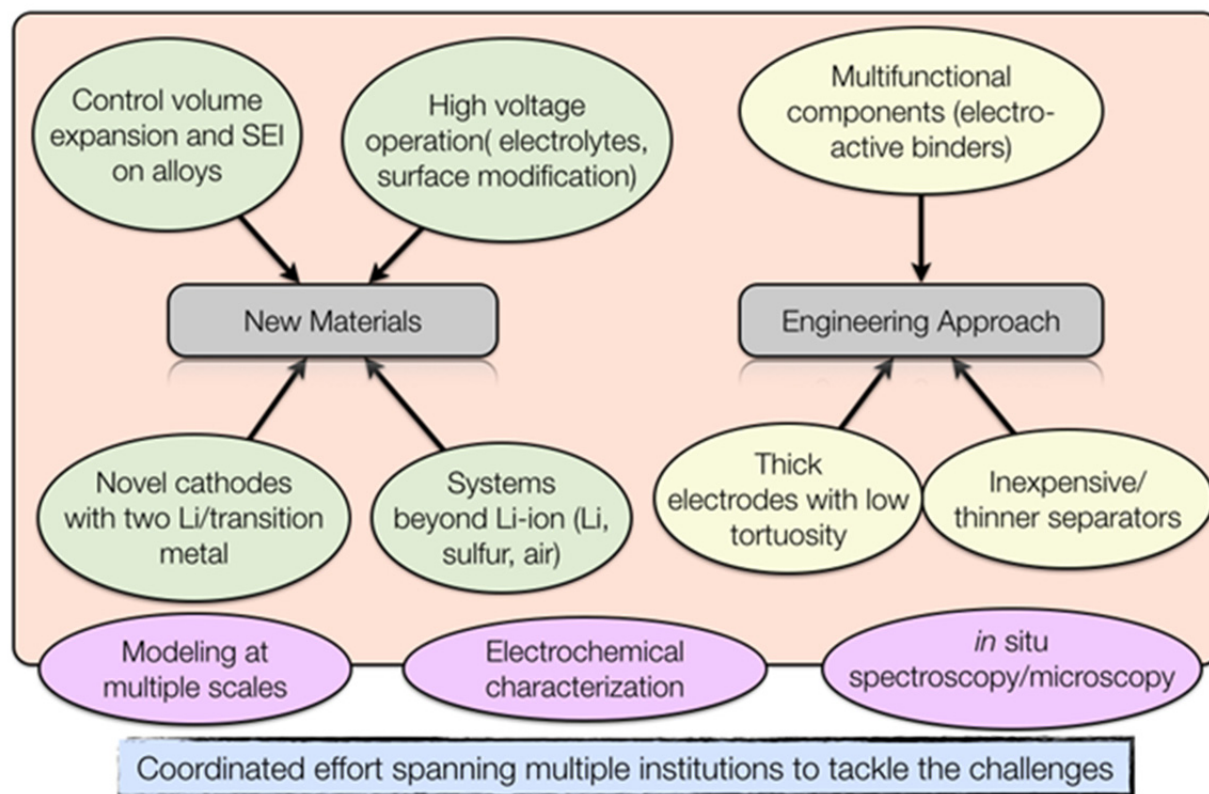 Control volume
expansion and SEI
on alloys
High voltage
operation( electrolytes,
surface modification)
Multifunctional
components (electro-
active binders)
New Materials
Engineering Approach
Novel cathodes
with two Li/transition
metal
Systems
beyond Li-ion (Li,
sulfur, air)
Thick
electrodes with low
tortuosity
Inexpensive/
thinner separators
Modeling at
multiple scales
Electrochemical
characterization
in situ
spectroscopy/microscopy
Coordinated effort spanning multiple institutions to tackle the challenges